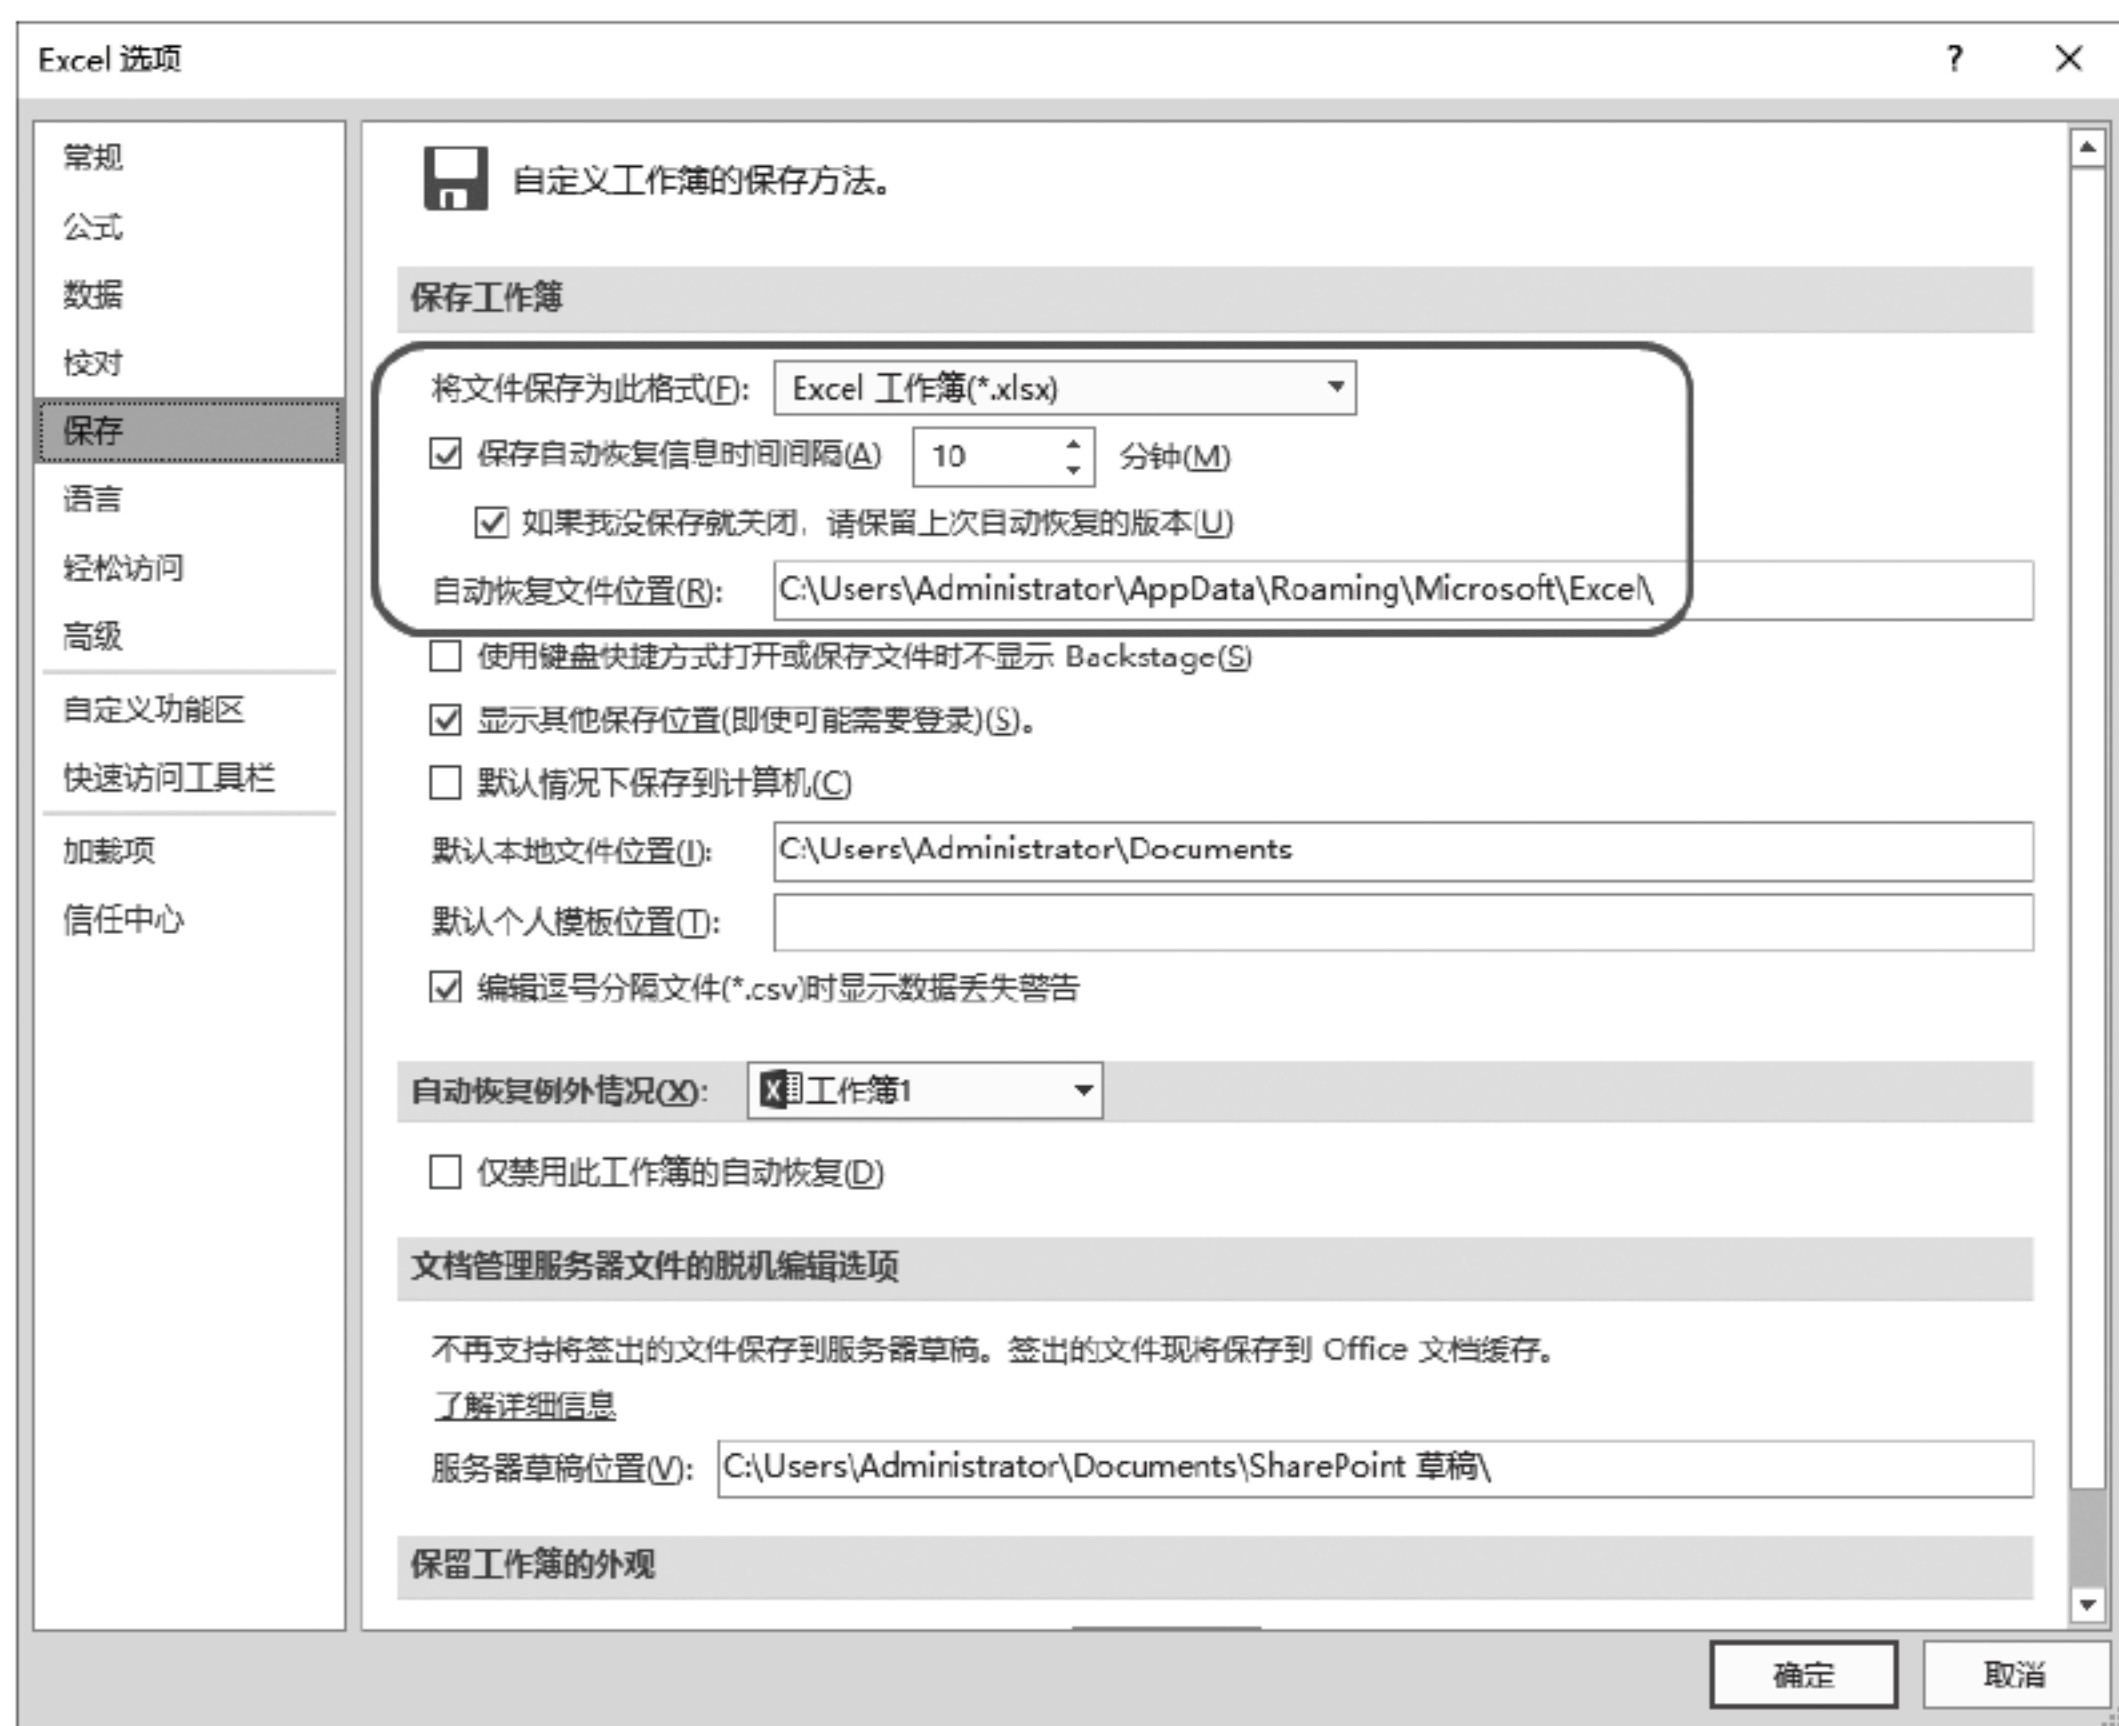 Excel 选项
?
常规
公式
数据
校对
保存
语言
轻松访问
高级
自定义功能区
快速访问工具栏
加载项
信任中心
自定义工作簿的保存方法。
保存工作簿
将文件保存为此格式(F): Excel 工作簿(*.xlsx)
保存自动恢复信息时间间隔(A) 10 分钟(M)
如果我没保存就关闭，请保留上次自动恢复的版本(U)
自动恢复文件位置(R): C:\Users\Administrator\AppData\Roaming\Microsoft\Excel\
使用键盘快捷方式打开或保存文件时不显示 Backstage(S)
显示其他保存位置(即使可能需要登录)(S)。
默认情况下保存到计算机(C)
默认本地文件位置(I): C:\Users\Administrator\Documents
默认个人模板位置(T):
编辑逗号分隔文件(*.csv)时显示数据丢失警告
自动恢复例外情况(X): 工作簿1
仅禁用此工作簿的自动恢复(D)
文档管理服务器文件的脱机编辑选项
不再支持将签出的文件保存到服务器草稿。签出的文件现将保存到 Office 文档缓存。
了解详细信息
服务器草稿位置(V): C:\Users\Administrator\Documents\SharePoint 草稿\
保留工作簿的外观
确定
取消